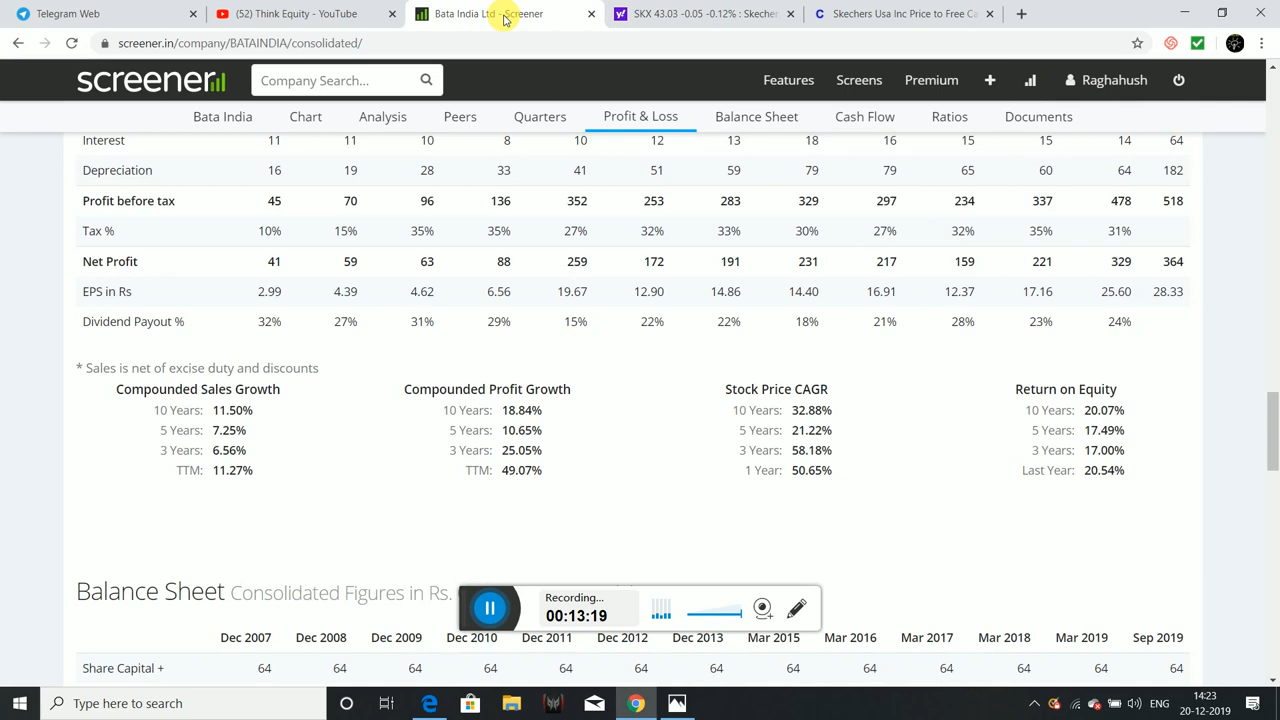 Telegram Web
(52) Think Equity - YouTube
Bata India Ltd - Screener
SKX 43.03 -0.05 -0.12% : Skeche
Skechers Usa Inc Price to Free Ca
screener.in/company/BATAINDIA/consolidated/
screener
Company Search...
Features Screens Premium Raghahush
Bata India Chart Analysis Peers Quarters Profit & Loss Balance Sheet Cash Flow Ratios Documents
Interest 11 11 10 8 10 12 13 18 16 15 15 14 64
Depreciation 16 19 28 33 41 51 59 79 79 65 60 64 182
Profit before tax 45 70 96 136 352 253 283 329 297 234 337 478 518
Tax % 10% 15% 35% 35% 27% 32% 33% 30% 27% 32% 35% 31%
Net Profit 41 59 63 88 259 172 191 231 217 159 221 329 364
EPS in Rs 2.99 4.39 4.62 6.56 19.67 12.90 14.86 14.40 16.91 12.37 17.16 25.60 28.33
Dividend Payout % 32% 27% 31% 29% 15% 22% 22% 18% 21% 28% 23% 24%
* Sales is net of excise duty and discounts
Compounded Sales Growth Compounded Profit Growth Stock Price CAGR Return on Equity
10 Years: 11.50% 10 Years: 18.84% 10 Years: 32.88% 10 Years: 20.07%
5 Years: 7.25% 5 Years: 10.65% 5 Years: 21.22% 5 Years: 17.49%
3 Years: 6.56% 3 Years: 25.05% 3 Years: 58.18% 3 Years: 17.00%
TTM: 11.27% TTM: 49.07% 1 Year: 50.65% Last Year: 20.54%
Balance Sheet Consolidated Figures in Rs.
Recording...
00:13:19
Dec 2007 Dec 2008 Dec 2009 Dec 2010 Dec 2011 Dec 2012 Dec 2013 Mar 2015 Mar 2016 Mar 2017 Mar 2018 Mar 2019 Sep 2019
Share Capital + 64 64 64 64 64 64 64 64 64 64 64 64 64
Type here to search
ENG
14:23
20-12-2019